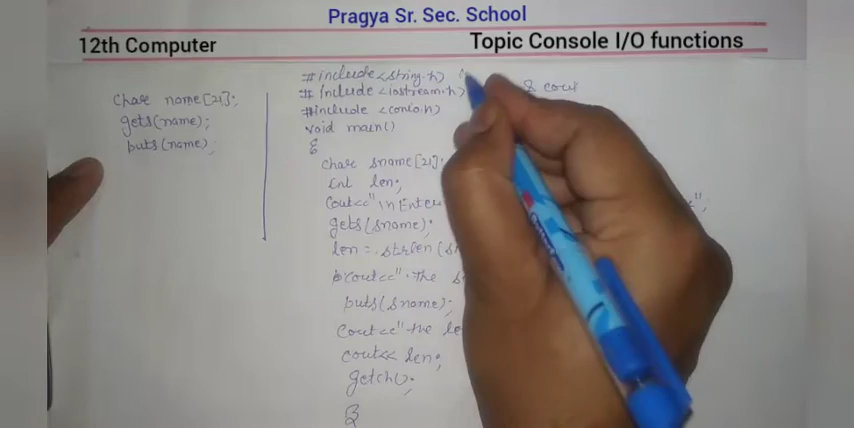 Pragya Sr. Sec. School
12th Computer
Topic Console I/O functions
char name[21];
gets(name);
puts(name);
#include<string.h>
#include<iostream.h> & cout
#include<conio.h>
void main()
{
char sname[21];
int len;
cout<<"\nEnter ";
gets(sname);
len = strlen(s
cout<<"The s
puts(sname);
cout<<"the le
cout<<len;
getch();
}